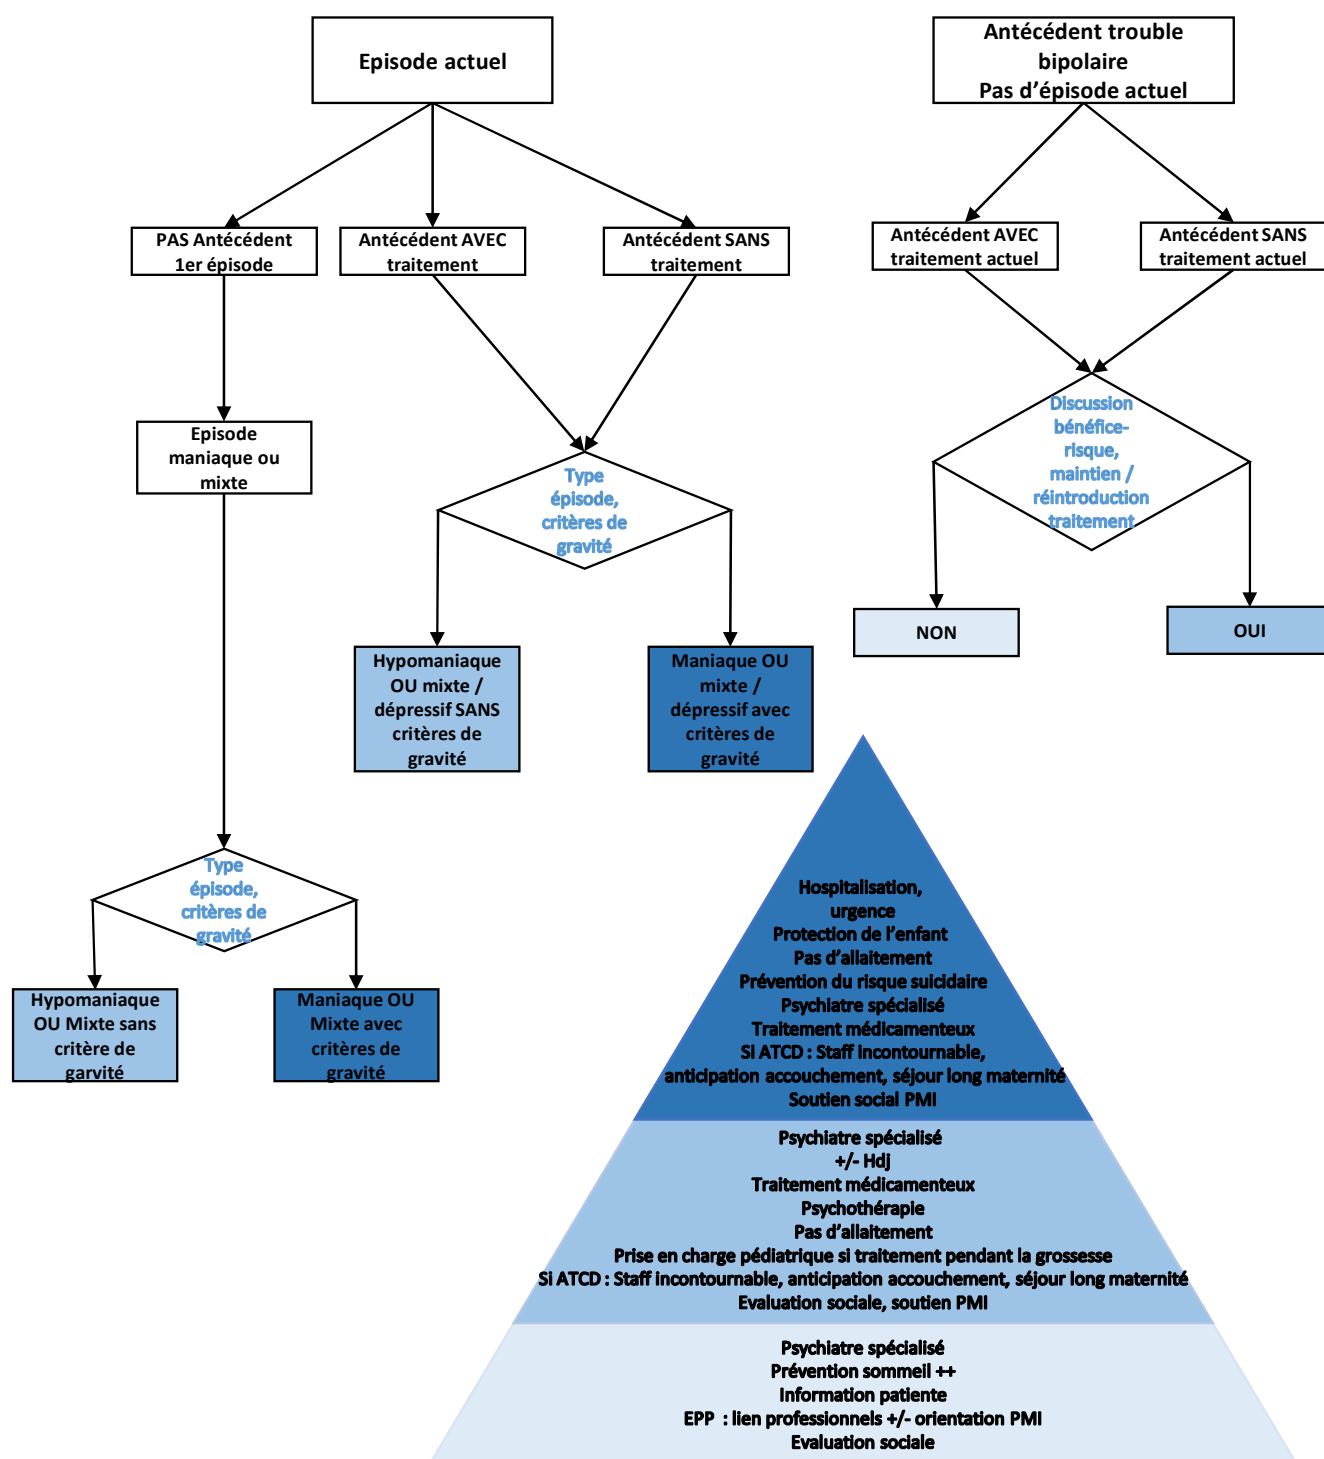 Episode actuel
Antécédent trouble
bipolaire
Pas d'épisode actuel
PAS Antécédent
1er épisode
Antécédent AVEC
traitement
Antécédent SANS
traitement
Antécédent AVEC
traitement actuel
Antécédent SANS
traitement actuel
Episode
maniaque ou
mixte
Type
épisode,
critères de
gravité
Discussion
bénéfice-
risque,
maintien /
réintroduction
traitement
NON
OUI
Hypomaniaque
OU mixte /
dépressif SANS
critères de
gravité
Maniaque OU
mixte /
dépressif avec
critères de
gravité
Type
épisode,
critères de
gravité
Hypomaniaque
OU Mixte sans
critère de
garvité
Maniaque OU
Mixte avec
critères de
gravité
Hospitalisation,
urgence
Protection de l'enfant
Pas d'allaitement
Prévention du risque suicidaire
Psychiatre spécialisé
Traitement médicamenteux
Si ATCD : Staff incontournable,
anticipation accouchement, séjour long maternité
Soutien social PMI
Psychiatre spécialisé
+/- Hdj
Traitement médicamenteux
Psychothérapie
Pas d'allaitement
Prise en charge pédiatrique si traitement pendant la grossesse
Si ATCD : Staff incontournable, anticipation accouchement, séjour long maternité
Evaluation sociale, soutien PMI
Psychiatre spécialisé
Prévention sommeil ++
Information patiente
EPP : lien professionnels +/- orientation PMI
Evaluation sociale